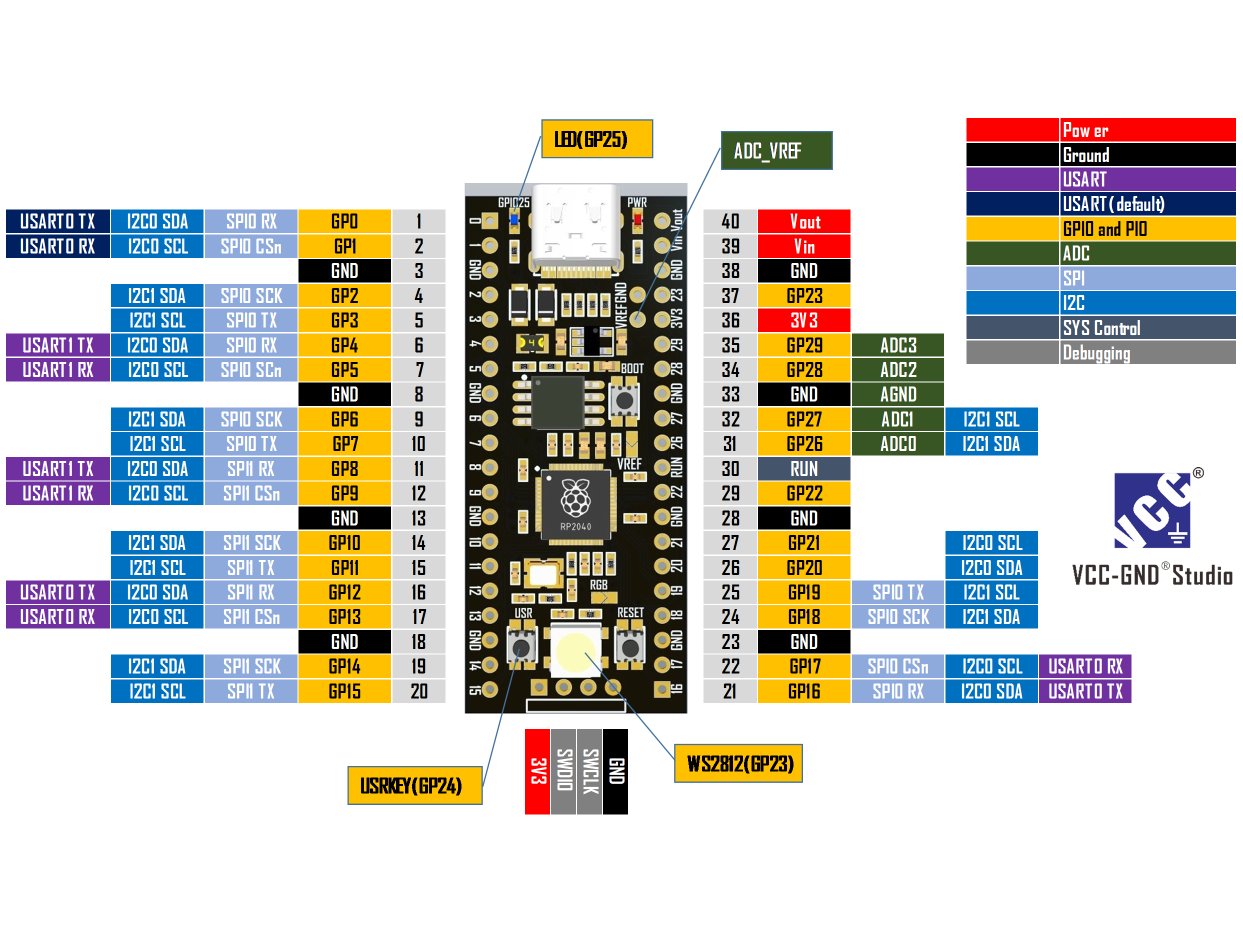 LED(GP25)
ADC_VREF
Power
Ground
USART
USART(default)
GPIO and PIO
ADC
SPI
I2C
SYS Control
Debugging
USART0 TX I2C0 SDA SPI0 RX GP0 1
USART0 RX I2C0 SCL SPI0 CSn GP1 2
GND 3
I2C1 SDA SPI0 SCK GP2 4
I2C1 SCL SPI0 TX GP3 5
USART1 TX I2C0 SDA SPI0 RX GP4 6
USART1 RX I2C0 SCL SPI0 SCn GP5 7
GND 8
I2C1 SDA SPI0 SCK GP6 9
I2C1 SCL SPI0 TX GP7 10
USART1 TX I2C0 SDA SPI1 RX GP8 11
USART1 RX I2C0 SCL SPI1 CSn GP9 12
GND 13
I2C1 SDA SPI1 SCK GP10 14
I2C1 SCL SPI1 TX GP11 15
USART0 TX I2C0 SDA SPI1 RX GP12 16
USART0 RX I2C0 SCL SPI1 CSn GP13 17
GND 18
I2C1 SDA SPI1 SCK GP14 19
I2C1 SCL SPI1 TX GP15 20
GPIO25
PWR
0
1
GND
2
3
4
5
GND
6
7
8
9
GND
10
11
12
13
GND
14
15
Vout
Vin
GND
23
3V3
29
28
GND
27
26
RUN
22
GND
21
20
19
18
GND
17
16
VREF
GND
4
BOOT
VREF
RP2040
RGB
USR
RESET
40 Vout
39 Vin
38 GND
37 GP23
36 3V3
35 GP29 ADC3
34 GP28 ADC2
33 GND AGND
32 GP27 ADC1 I2C1 SCL
31 GP26 ADC0 I2C1 SDA
30 RUN
29 GP22
28 GND
27 GP21 I2C0 SCL
26 GP20 I2C0 SDA
25 GP19 SPI0 TX I2C1 SCL
24 GP18 SPI0 SCK I2C1 SDA
23 GND
22 GP17 SPI0 CSn I2C0 SCL USART0 RX
21 GP16 SPI0 RX I2C0 SDA USART0 TX
VCC
®
VCC-GND® Studio
3V3
SWDIO
SWCLK
GND
USRKEY(GP24)
WS2812(GP23)